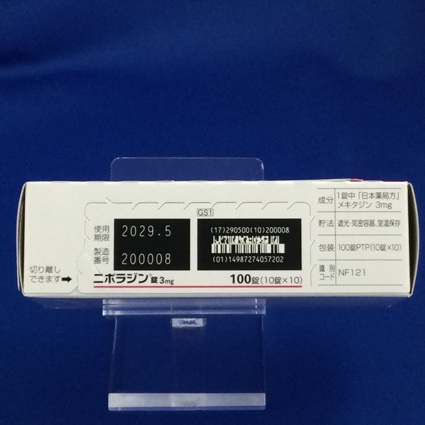 使用
期限
2029.5
製造
番号
200008
GS1
(17)290500(10)200008
(01)14987274057202
ニポラジン®錠3mg
100錠(10錠×10)
切り離し
できます→
成分
1錠中「日本薬局方」
メキタジン 3mg
貯法
遮光・気密容器、室温保存
包装
100錠PTP(10錠×10)
識別
コード
NF121